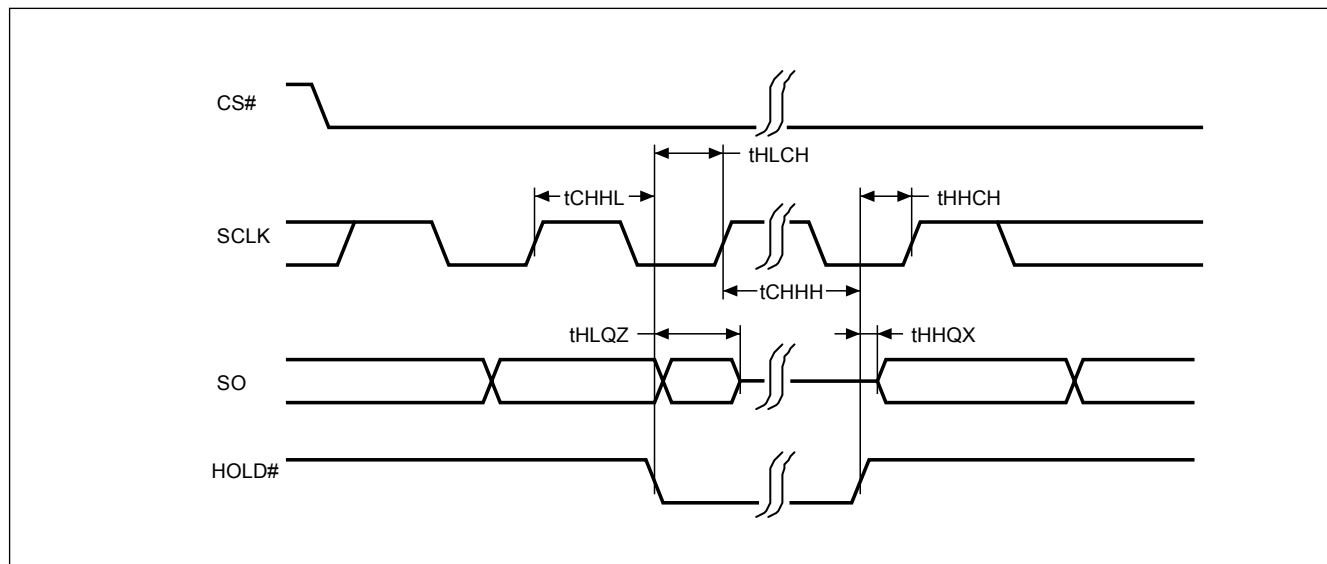 CS#
tHLCH
tCHHL
tHHCH
SCLK
tCHHH
tHLQZ
tHHQX
SO
HOLD#